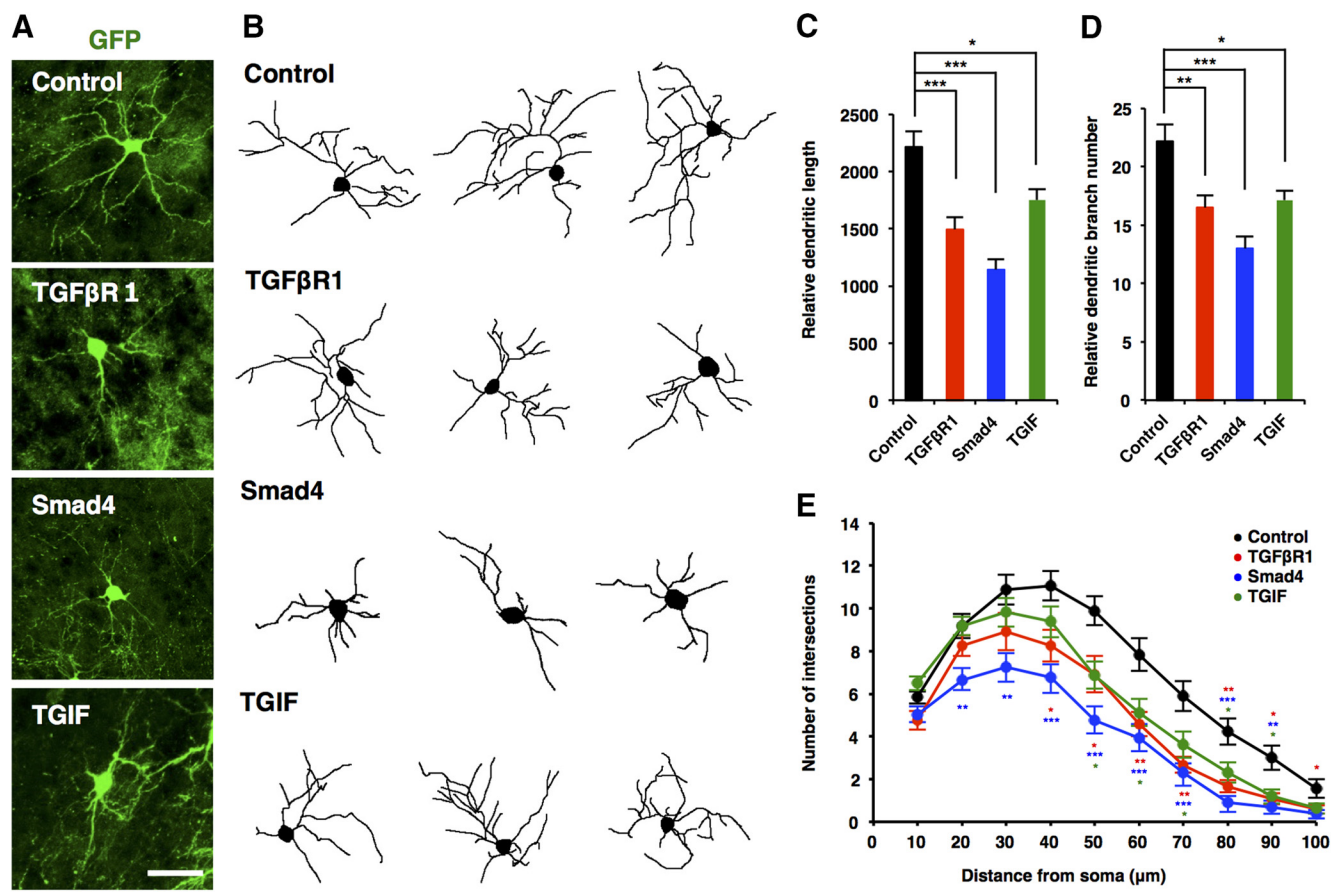 A
GFP
Control
TGFβR 1
Smad4
TGIF
B
Control
TGFβR1
Smad4
TGIF
C
*
***
***
Relative dendritic length
2500
2000
1500
1000
500
0
Control
TGFβR1
Smad4
TGIF
D
*
***
**
Relative dendritic branch number
25
20
15
10
5
0
Control
TGFβR1
Smad4
TGIF
E
Number of intersections
14
12
10
8
6
4
2
0
Control
TGFβR1
Smad4
TGIF
**
**
*
***
*
***
*
**
***
*
**
***
*
**
***
*
*
**
*
*
0 10 20 30 40 50 60 70 80 90 100
Distance from soma (μm)